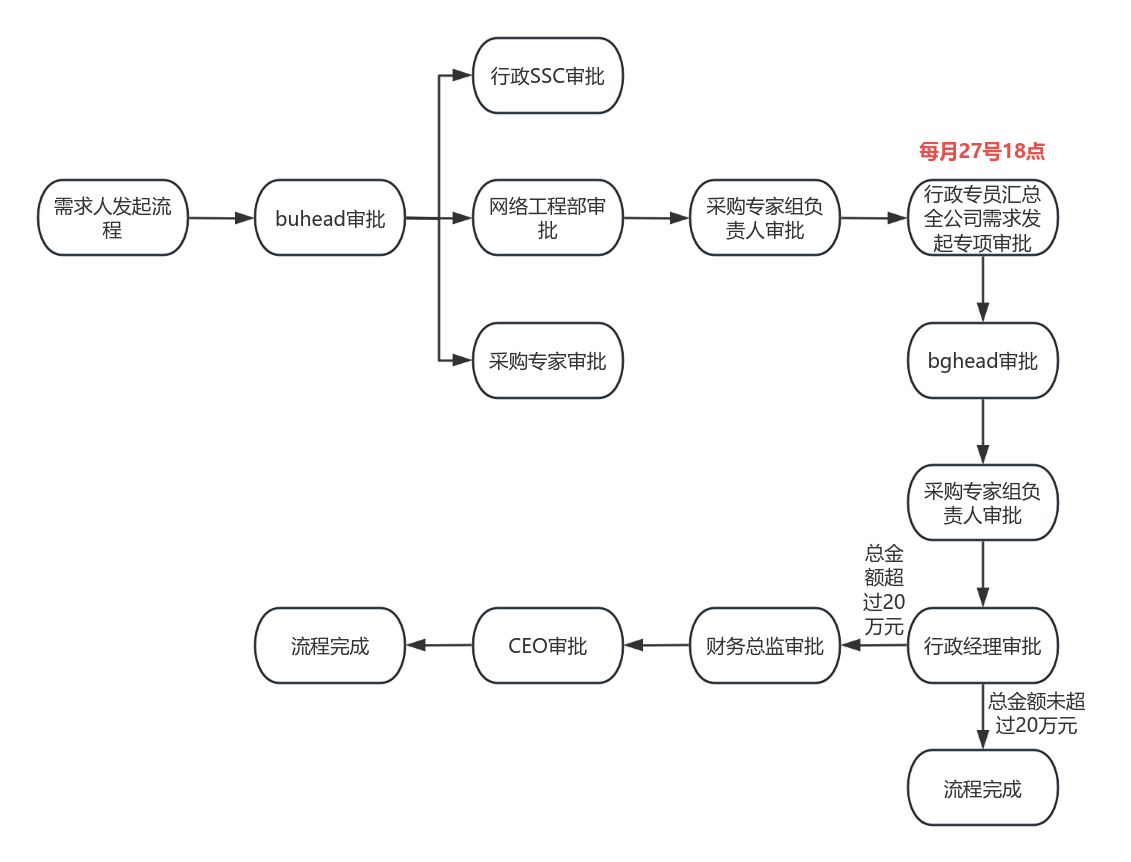 行政SSC审批
每月27号18点
需求人发起流
程
buhead审批
网络工程部审
批
采购专家组负
责人审批
行政专员汇总
全公司需求发
起专项审批
采购专家审批
bghead审批
采购专家组负
责人审批
总金
额超
过20
万元
流程完成
CEO审批
财务总监审批
行政经理审批
总金额未超
过20万元
流程完成